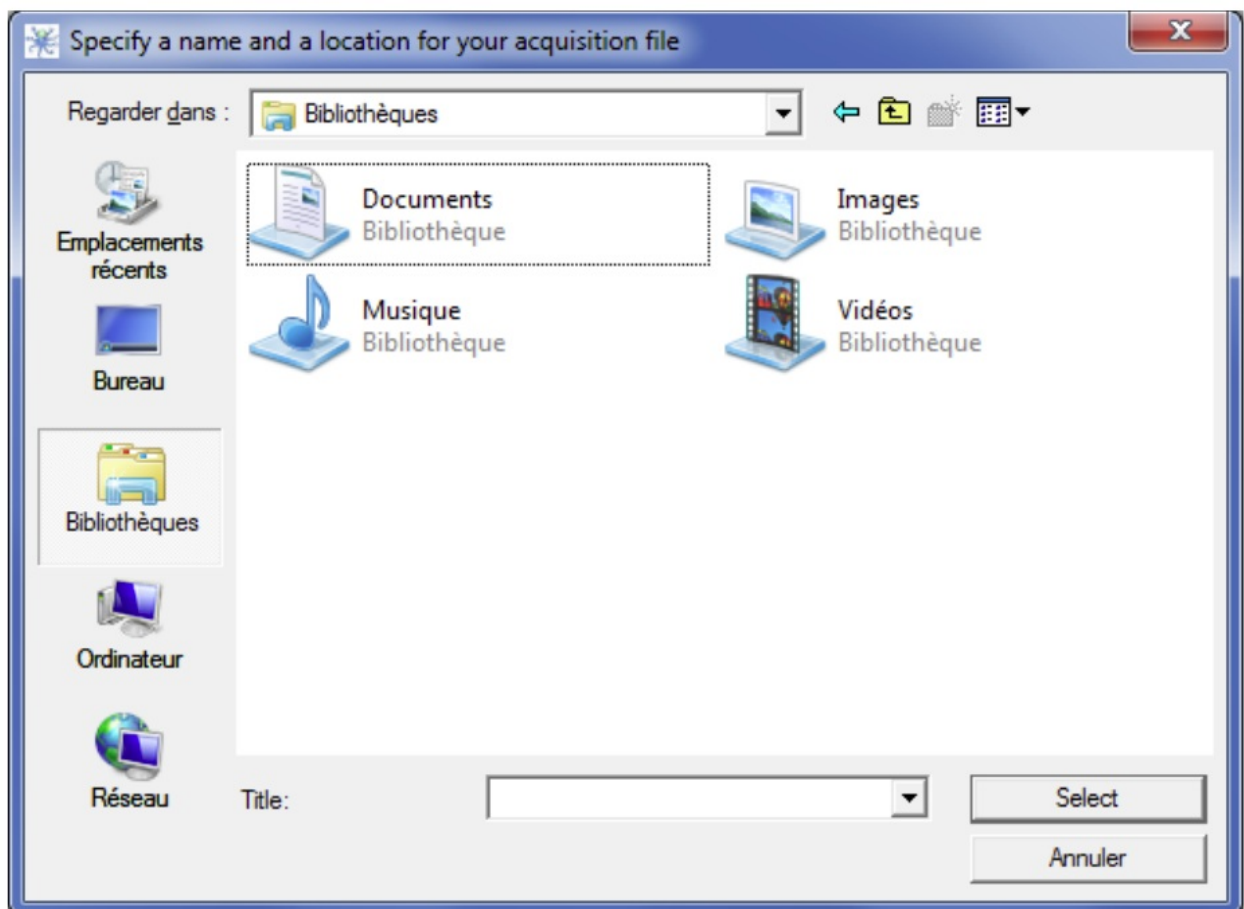 Specify a name and a location for your acquisition file
Regarder dans :
Bibliothèques
Emplacements
récents
Bureau
Bibliothèques
Ordinateur
Réseau
Documents
Bibliothèque
Images
Bibliothèque
Musique
Bibliothèque
Vidéos
Bibliothèque
Title:
Select
Annuler